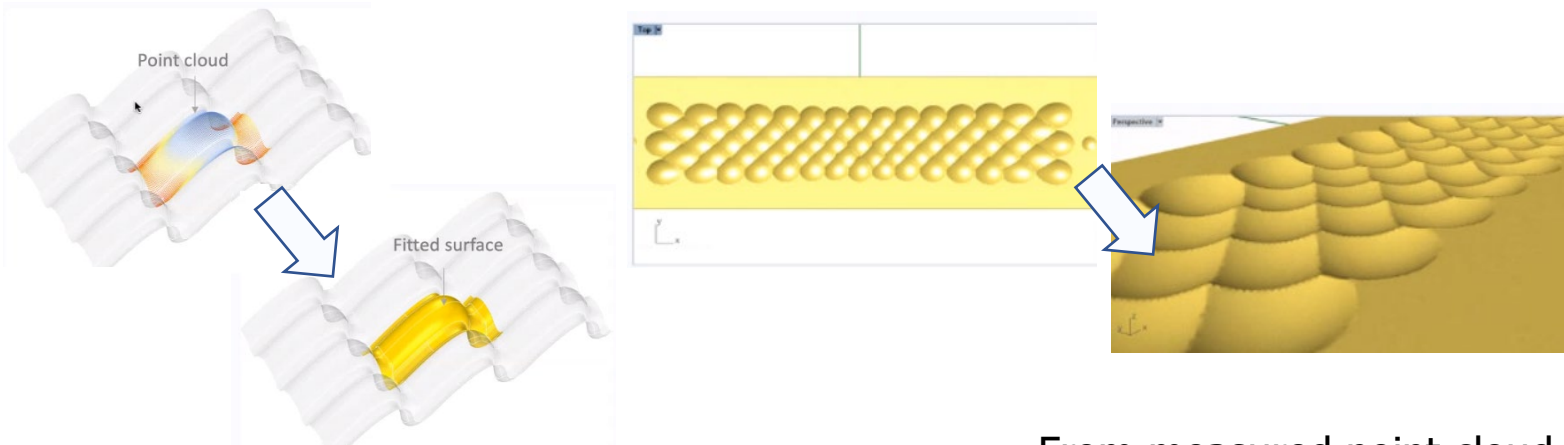 Point cloud
Fitted surface
Top
y
x
Perspective
z
x
From measured point cloud